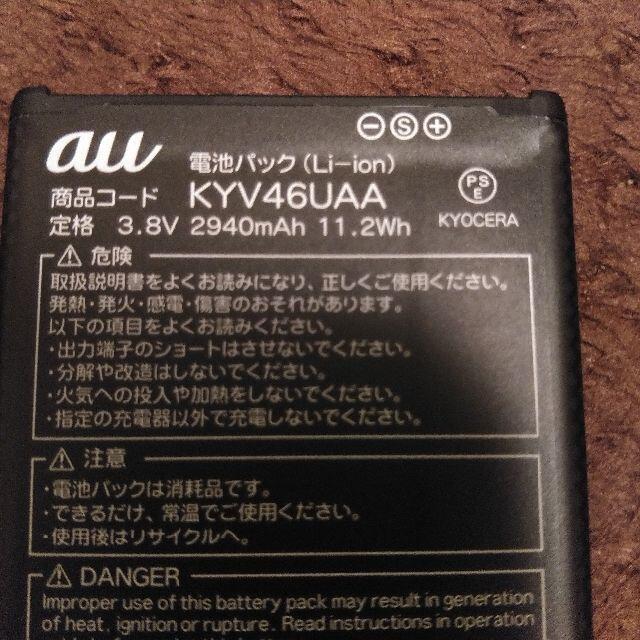 au
電池パック(Li-ion)
商品コード KYV46UAA
定格 3.8V 2940mAh 11.2Wh
PS
E
KYOCERA
危険
取扱説明書をよくお読みになり、正しくご使用ください。
発熱・発火・感電・傷害のおそれがあります。
以下の項目をよくお読みください。
・出力端子のショートはさせないでください。
・分解や改造はしないでください。
・火気への投入や加熱をしないでください。
・指定の充電器以外で充電しないでください。
注意
・電池パックは消耗品です。
・できるだけ、常温でご使用ください。
・使用後はリサイクルへ。
DANGER
Improper use of this battery pack may result in generation
of heat, ignition or rupture. Read instructions in operation